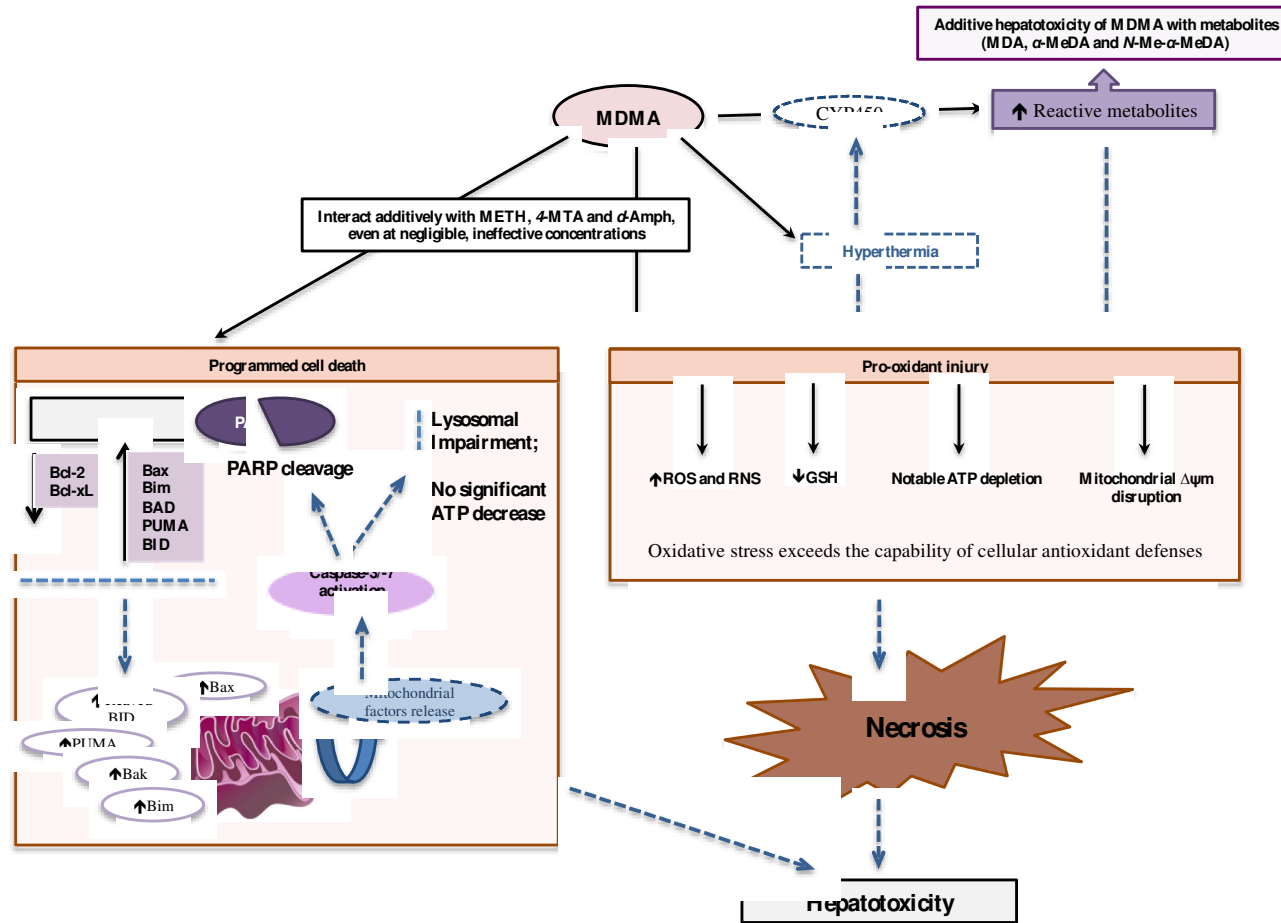 Additive hepatotoxicity of MDMA with metabolites
(MDA, α-MeDA and N-Me-α-MeDA)
MDMA
↑ Reactive metabolites
Interact additively with METH, 4-MTA and d-Amph,
even at negligible, ineffective concentrations
Hyperthermia
Programmed cell death
Pro-oxidant injury
Lysosomal
Impairment;
PARP cleavage
No significant
ATP decrease
Bcl-2
Bcl-xL
Bax
Bim
BAD
PUMA
BID
↑ROS and RNS
↓GSH
Notable ATP depletion
Mitochondrial Δψm
disruption
Oxidative stress exceeds the capability of cellular antioxidant defenses
Caspase-3/-7
activation
↑Bax
BID
↑PUMA
↑Bak
↑Bim
Mitochondrial
factors release
Necrosis
Hepatotoxicity